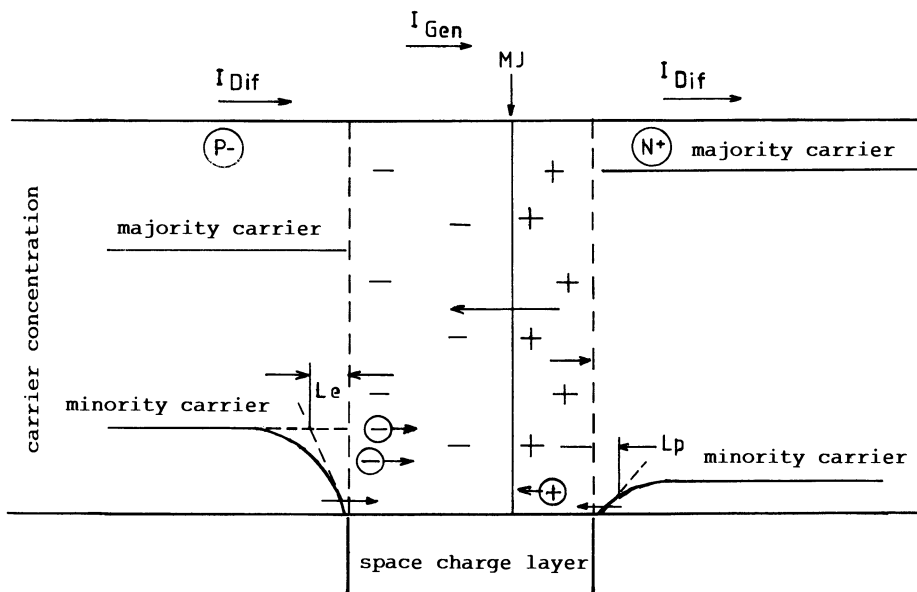 I Gen
MJ
I Dif
I Dif
P-
N+
majority carrier
majority carrier
carrier concentration
Le
minority carrier
Lp
minority carrier
space charge layer